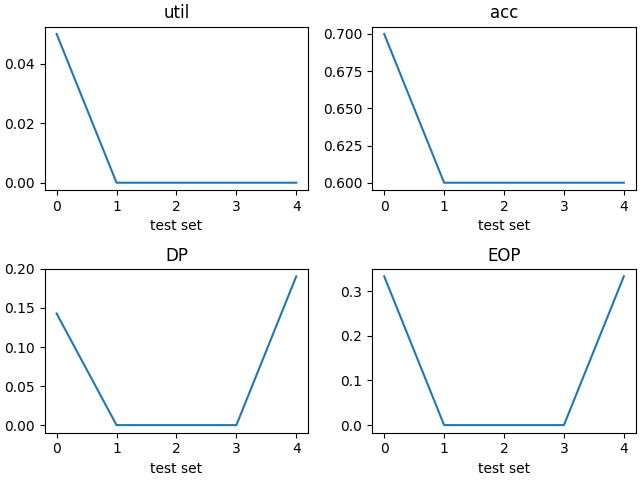 util
acc
0.04
0.02
0.00
0 1 2 3 4
test set
0.700
0.675
0.650
0.625
0.600
0 1 2 3 4
test set
DP
EOP
0.20
0.15
0.10
0.05
0.00
0 1 2 3 4
test set
0.3
0.2
0.1
0.0
0 1 2 3 4
test set